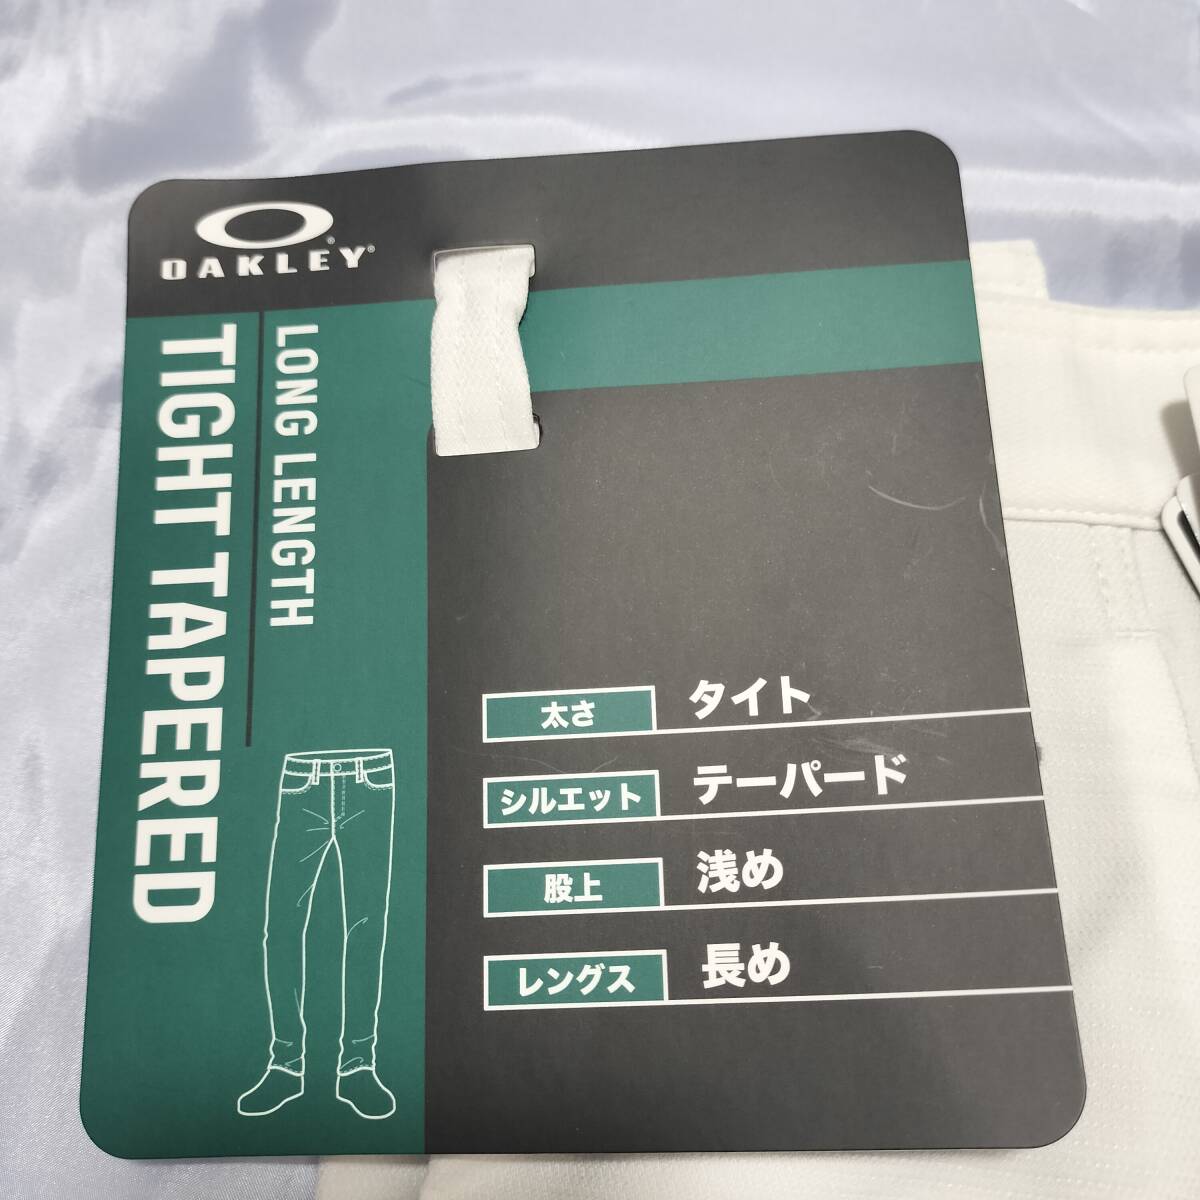 OAKLEY®
LONG LENGTH
TIGHT TAPERED
太さ タイト
シルエット テーパード
股上 浅め
レングス 長め